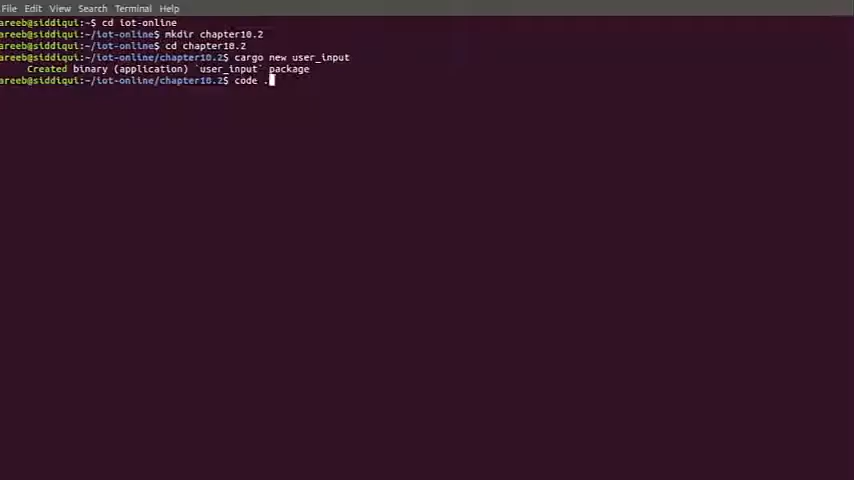 File Edit View Search Terminal Help
areeb@siddiqui:~$ cd iot-online
areeb@siddiqui:~/iot-online$ mkdir chapter10.2
areeb@siddiqui:~/iot-online$ cd chapter10.2
areeb@siddiqui:~/iot-online/chapter10.2$ cargo new user_input
Created binary (application) `user_input` package
areeb@siddiqui:~/iot-online/chapter10.2$ code .